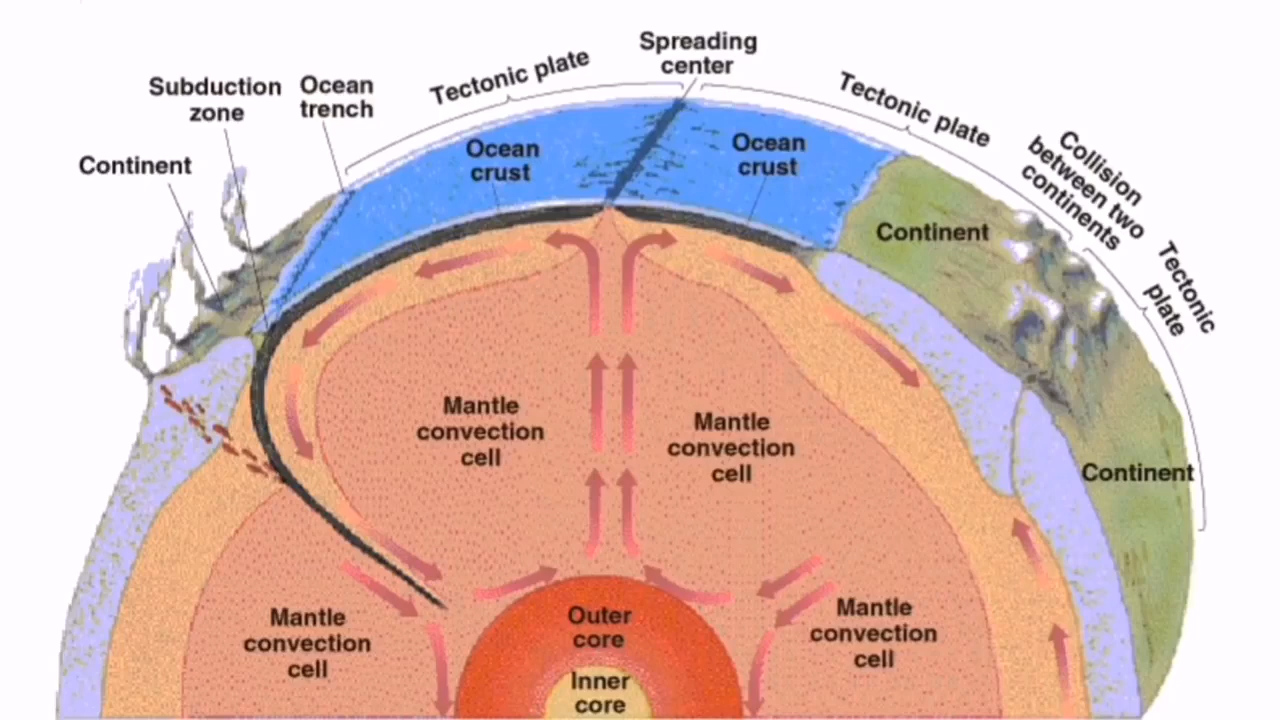 Spreading
center
Tectonic plate
Tectonic plate
Subduction
zone
Ocean
trench
Continent
Ocean
crust
Ocean
crust
Collision
between two
continents
Continent
Tectonic
plate
Mantle
convection
cell
Mantle
convection
cell
Continent
Mantle
convection
cell
Outer
core
Mantle
convection
cell
Inner
core